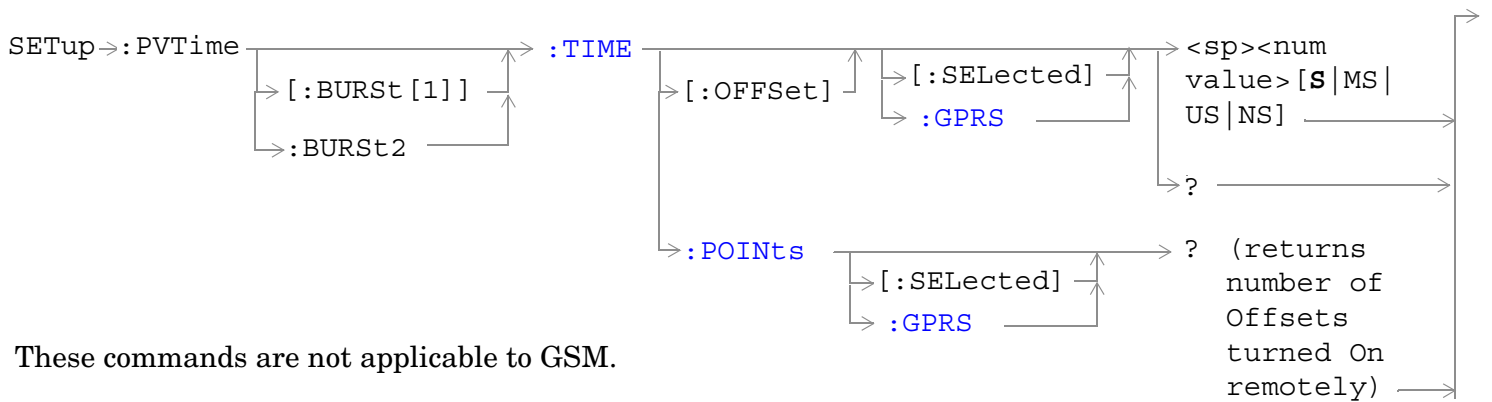 SETup :PVTime :TIME <sp><num
[:BURSt[1]] [:OFFSet] [:SELected] value>[S|MS|
:GPRS US|NS]
:BURSt2
?
:POINts ? (returns
[:SELected] number of
:GPRS Offsets
These commands are not applicable to GSM. turned On
remotely)